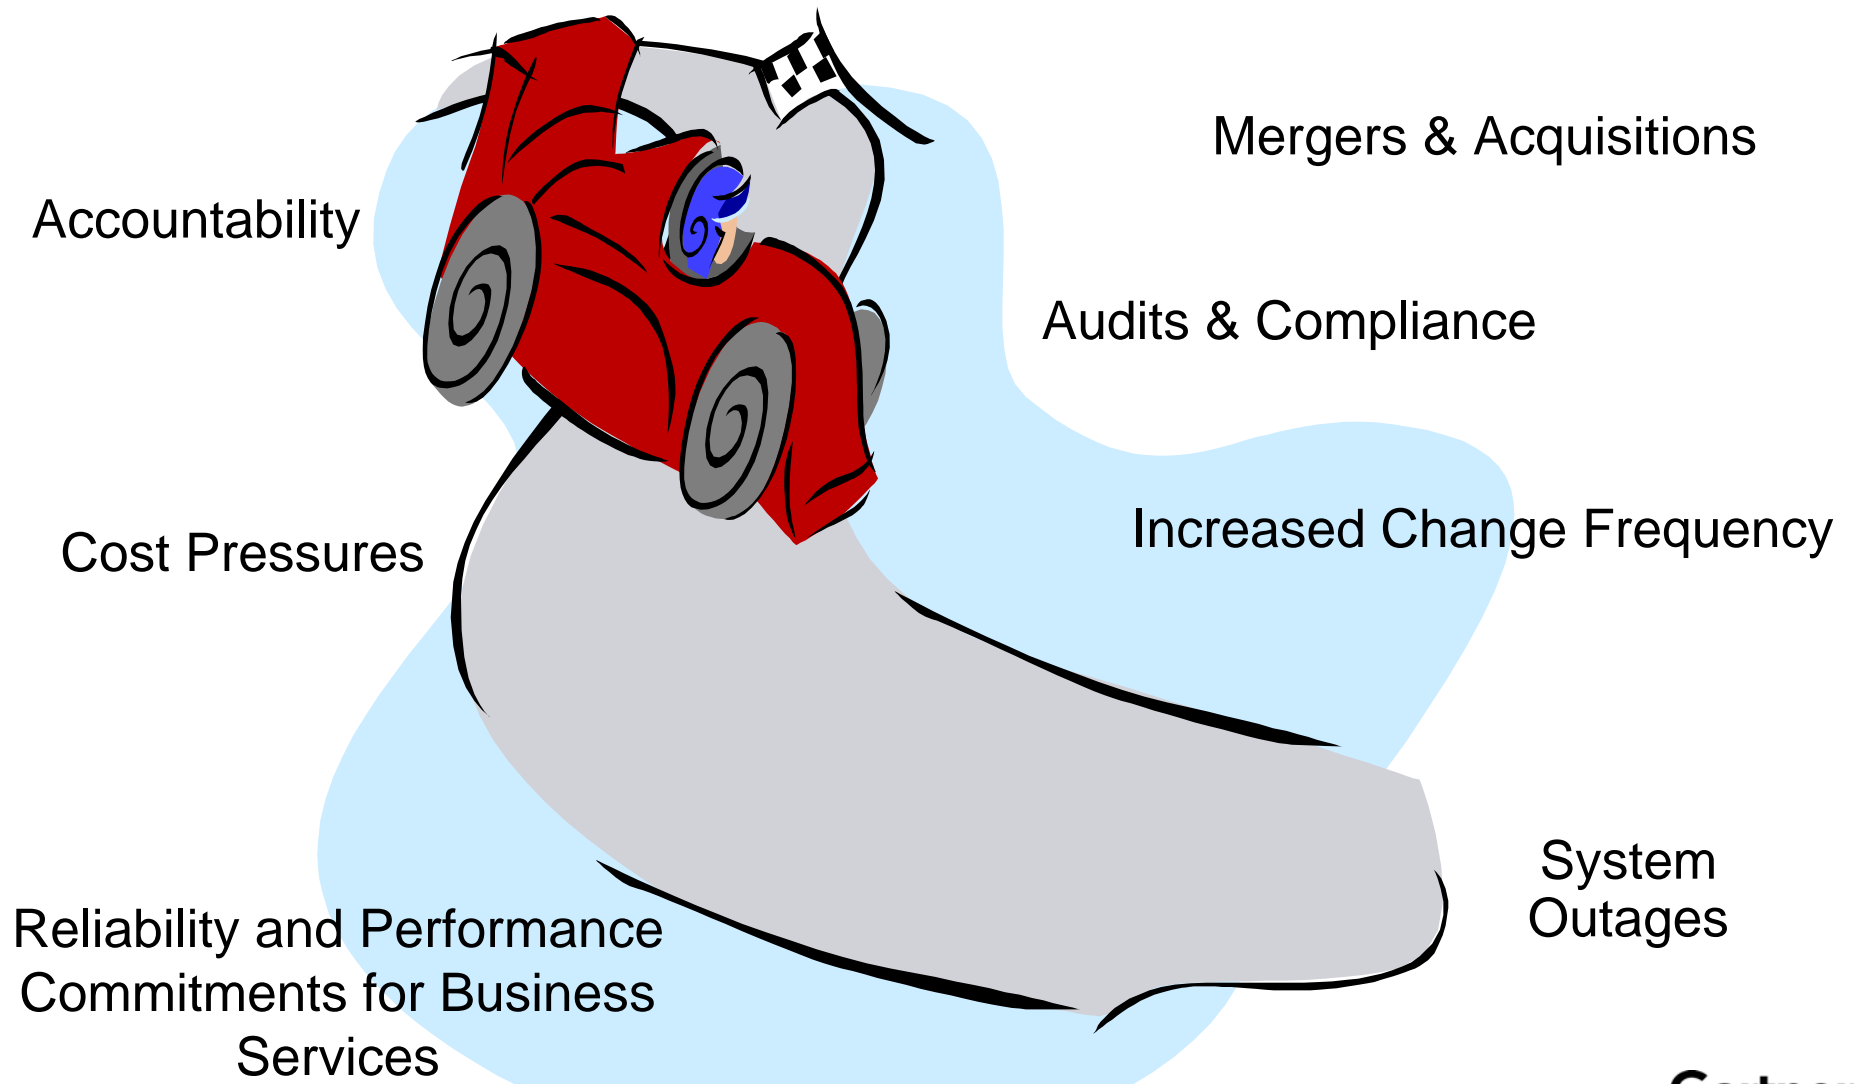 Mergers & Acquisitions
Accountability
Audits & Compliance
Increased Change Frequency
Cost Pressures
System
Outages
Reliability and Performance
Commitments for Business
Services